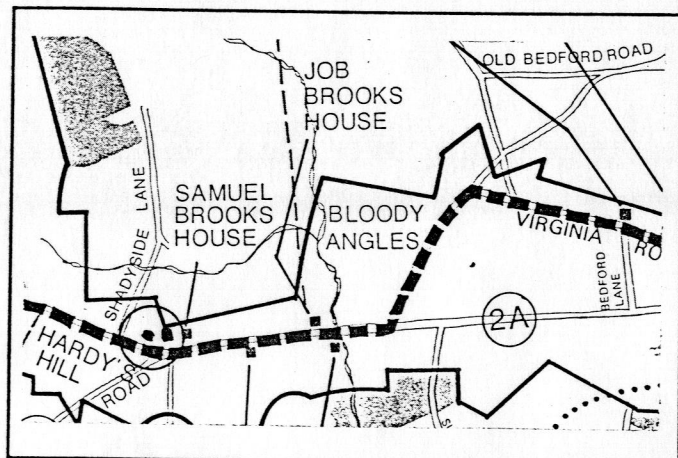 JOB
BROOKS
HOUSE
OLD BEDFORD ROAD
SHADYSIDE LANE
SAMUEL
BROOKS
HOUSE
BLOODY
ANGLES
VIRGINIA
RO
BEDFORD
LANE
2A
HARDY'
HILL
ROAD
S